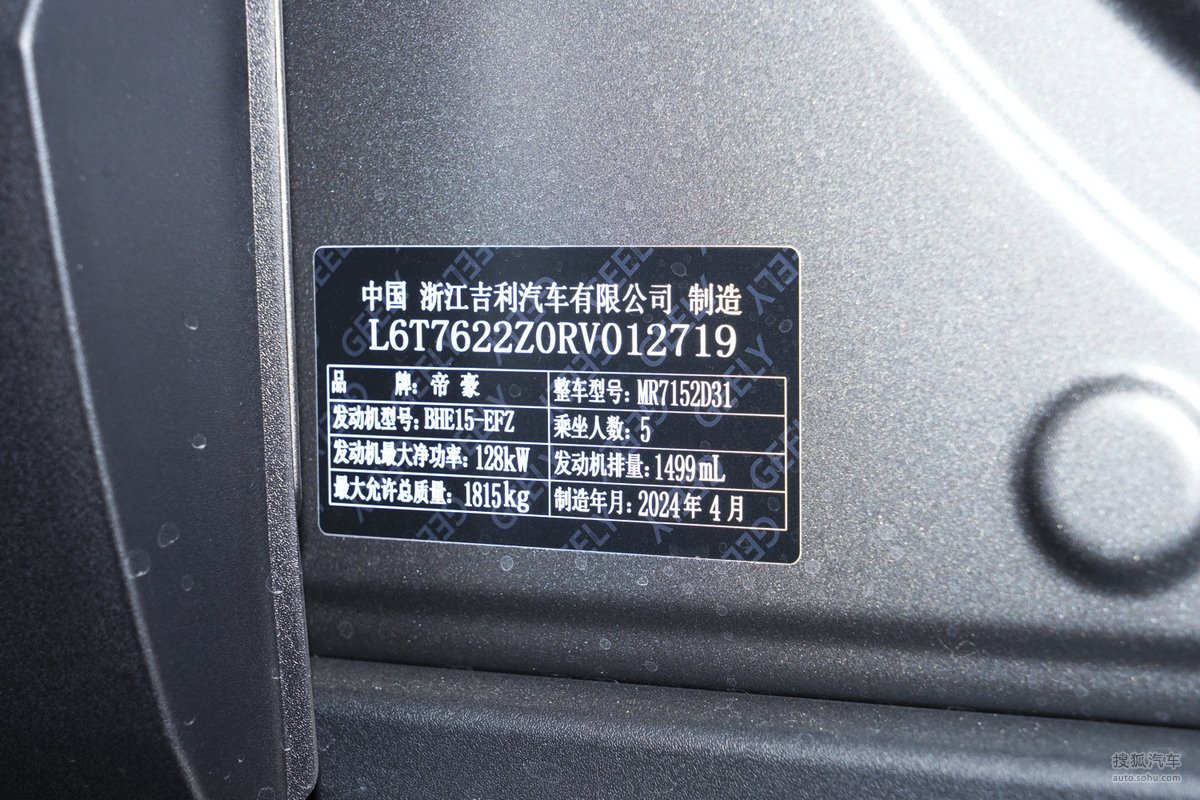 中国 浙江吉利汽车有限公司 制造
L6T7622Z0RV012719
品 牌: 帝 豪 整车型号: MR7152D31
发动机型号: BHE15-EFZ 乘坐人数: 5
发动机最大净功率: 128kW 发动机排量: 1499mL
最大允许总质量: 1815kg 制造年月: 2024年 4月
搜狐汽车
auto.sohu.com